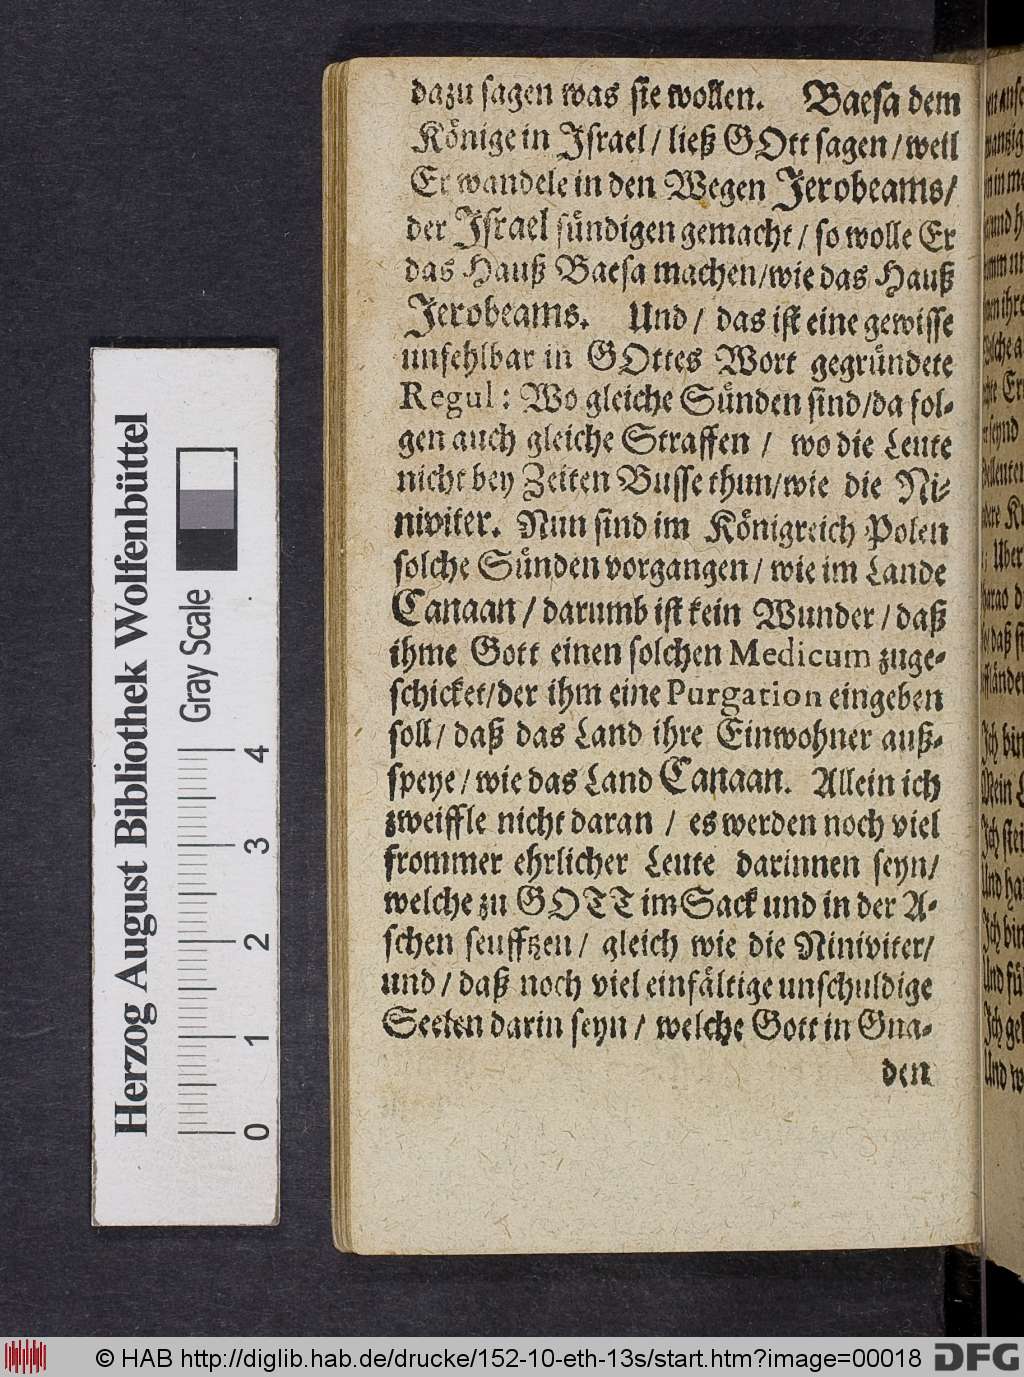 dazu sagen was sie wollen. Baesa dem
Könige in Israel / ließ GOtt sagen / weil
Er wandele in den Wegen Jerobeams /
der Israel sündigen gemacht / so wolle Er
das Hauß Baesa machen / wie das Hauß
Jerobeams. Und / das ist eine gewisse
unfehlbar in GOttes Wort gegründete
Regul: Wo gleiche Sünden sind / da fol-
gen auch gleiche Straffen / wo die Leute
nicht bey Zeiten Busse thun / wie die Ni-
niviter. Nun sind im Königreich Polen
solche Sünden vorgangen / wie im Lande
Canaan / darumb ist kein Wunder / daß
ihme Gott einen solchen Medicum zuge-
schicket / der ihm eine Purgation eingeben
soll / daß das Land ihre Einwohner auß-
speye / wie das Land Canaan. Allein ich
zweiffle nicht daran / es werden noch viel
frommer ehrlicher Leute darinnen seyn /
welche zu GOTT im Sack und in der A-
schen seufftzen / gleich wie die Niniviter /
und / daß noch viel einfältige unschuldige
Seelen darin seyn / welche Gott in Gna-
den
Herzog August Bibliothek Wolfenbüttel
Gray Scale
0 1 2 3 4
© HAB http://diglib.hab.de/drucke/152-10-eth-13s/start.htm?image=00018
DFG